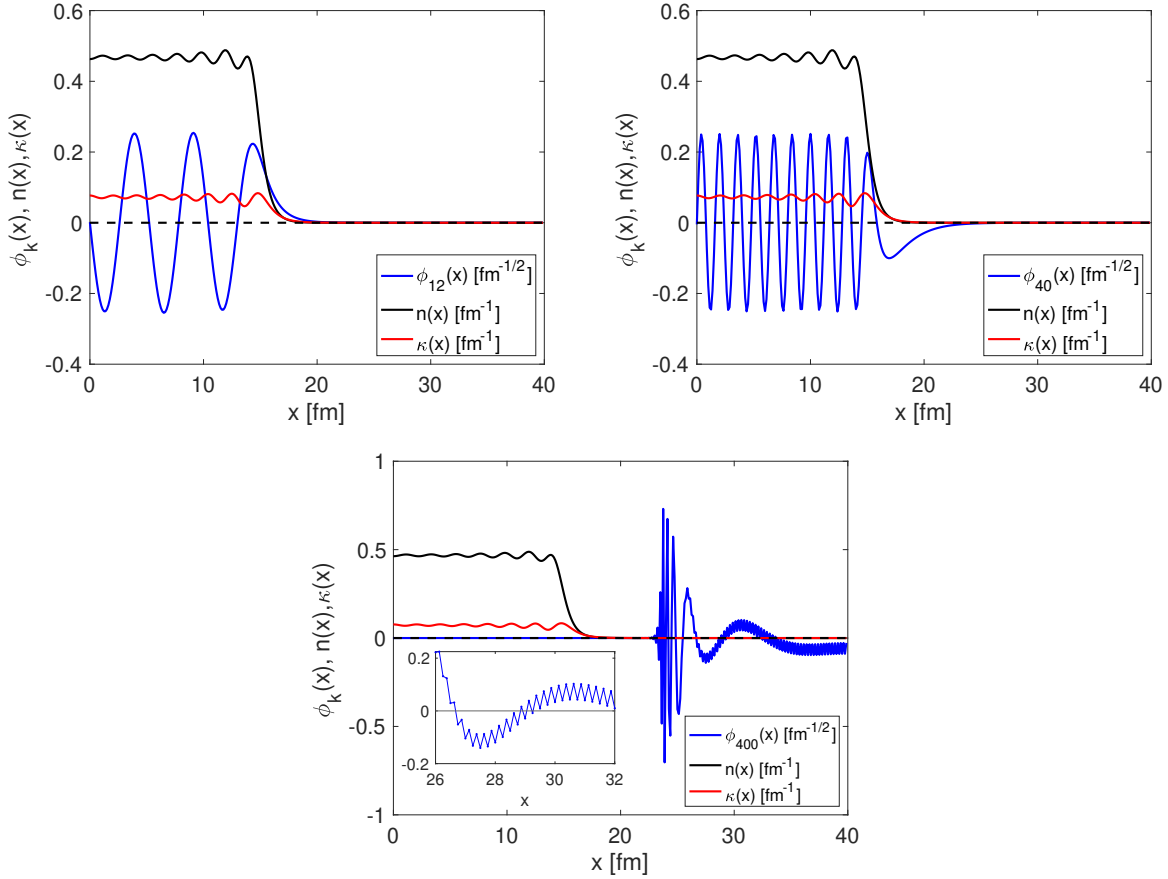 0.6
0.4
0.2
0
-0.2
-0.4
ϕk(x), n(x),κ(x)
0 10 20 30 40
x [fm]
ϕ12(x) [fm-1/2]
n(x) [fm-1]
κ(x) [fm-1]
0.6
0.4
0.2
0
-0.2
-0.4
ϕk(x), n(x),κ(x)
0 10 20 30 40
x [fm]
ϕ40(x) [fm-1/2]
n(x) [fm-1]
κ(x) [fm-1]
1
0.5
0
-0.5
-1
ϕk(x), n(x),κ(x)
0 10 20 30 40
x [fm]
0.2
0
-0.2
26 28 30 32
x
ϕ400(x) [fm-1/2]
n(x) [fm-1]
κ(x) [fm-1]